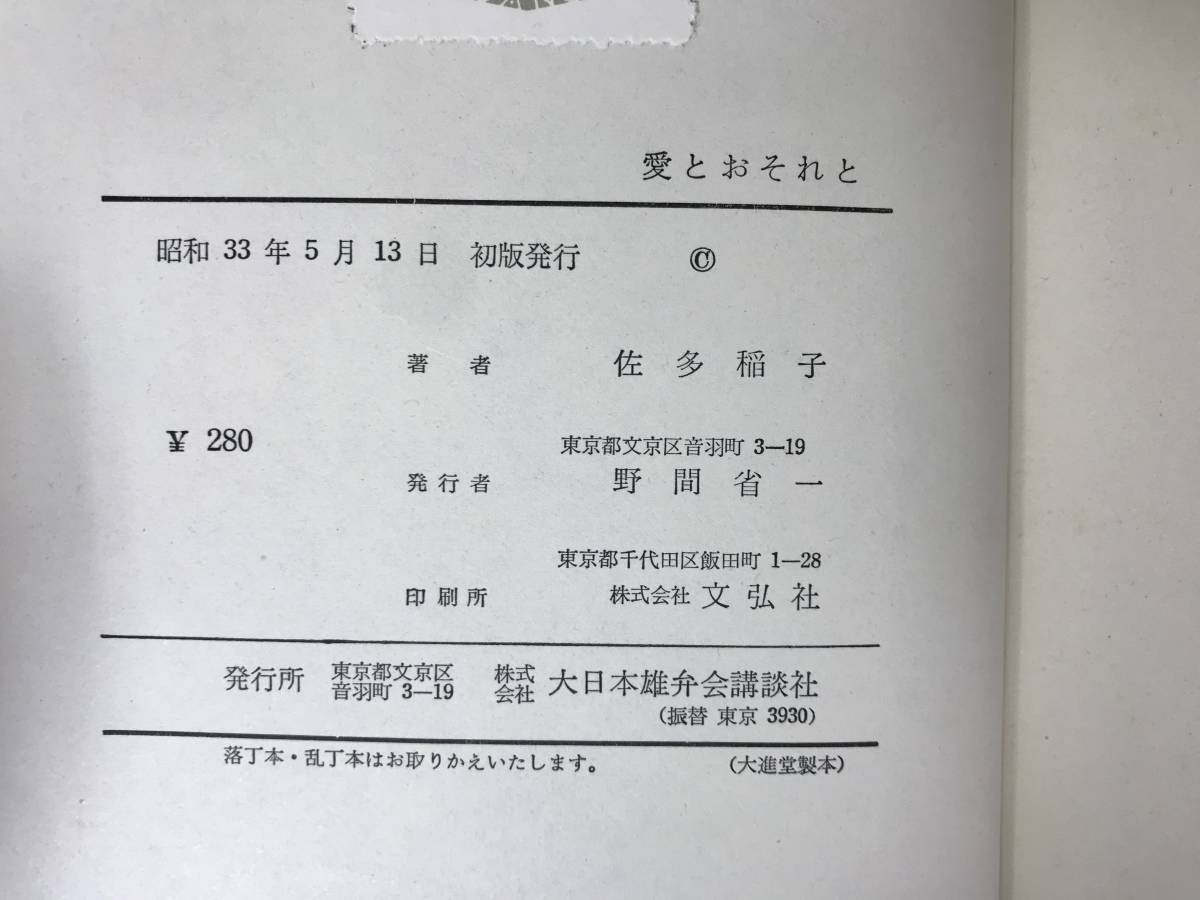 愛とおそれと
昭和 33 年 5 月 13 日 初版発行 ©
著者 佐多稲子
¥ 280
東京都文京区音羽町 3—19
発行者 野間省一
東京都千代田区飯田町 1—28
印刷所 株式会社 文弘社
発行所 東京都文京区音羽町 3—19 株式会社 大日本雄弁会講談社
(振替 東京 3930)
落丁本・乱丁本はお取りかえいたします。 (大進堂製本)